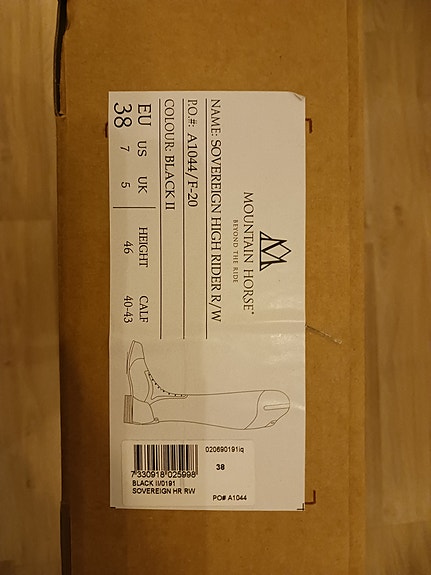 MOUNTAIN HORSE®
BEYOND THE RIDE
NAME: SOVEREIGN HIGH RIDER R/W
P.O #: A1044/F-20
COLOUR: BLACK II
EU US UK HEIGHT CALF
38 7 5 46 40-43
020690191iq
38
7 330918 025998
BLACK II/0191
SOVEREIGN HR RW
PO# A1044